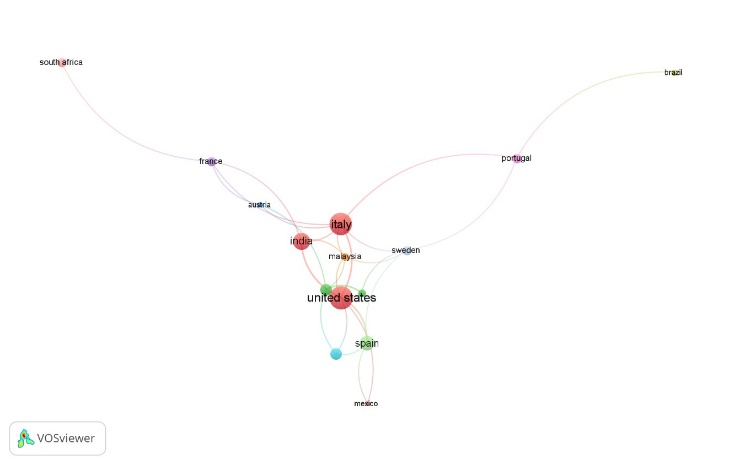 south africa
brazil
france
portugal
austria
italy
india
sweden
malaysia
united states
spain
mexico
VOSviewer